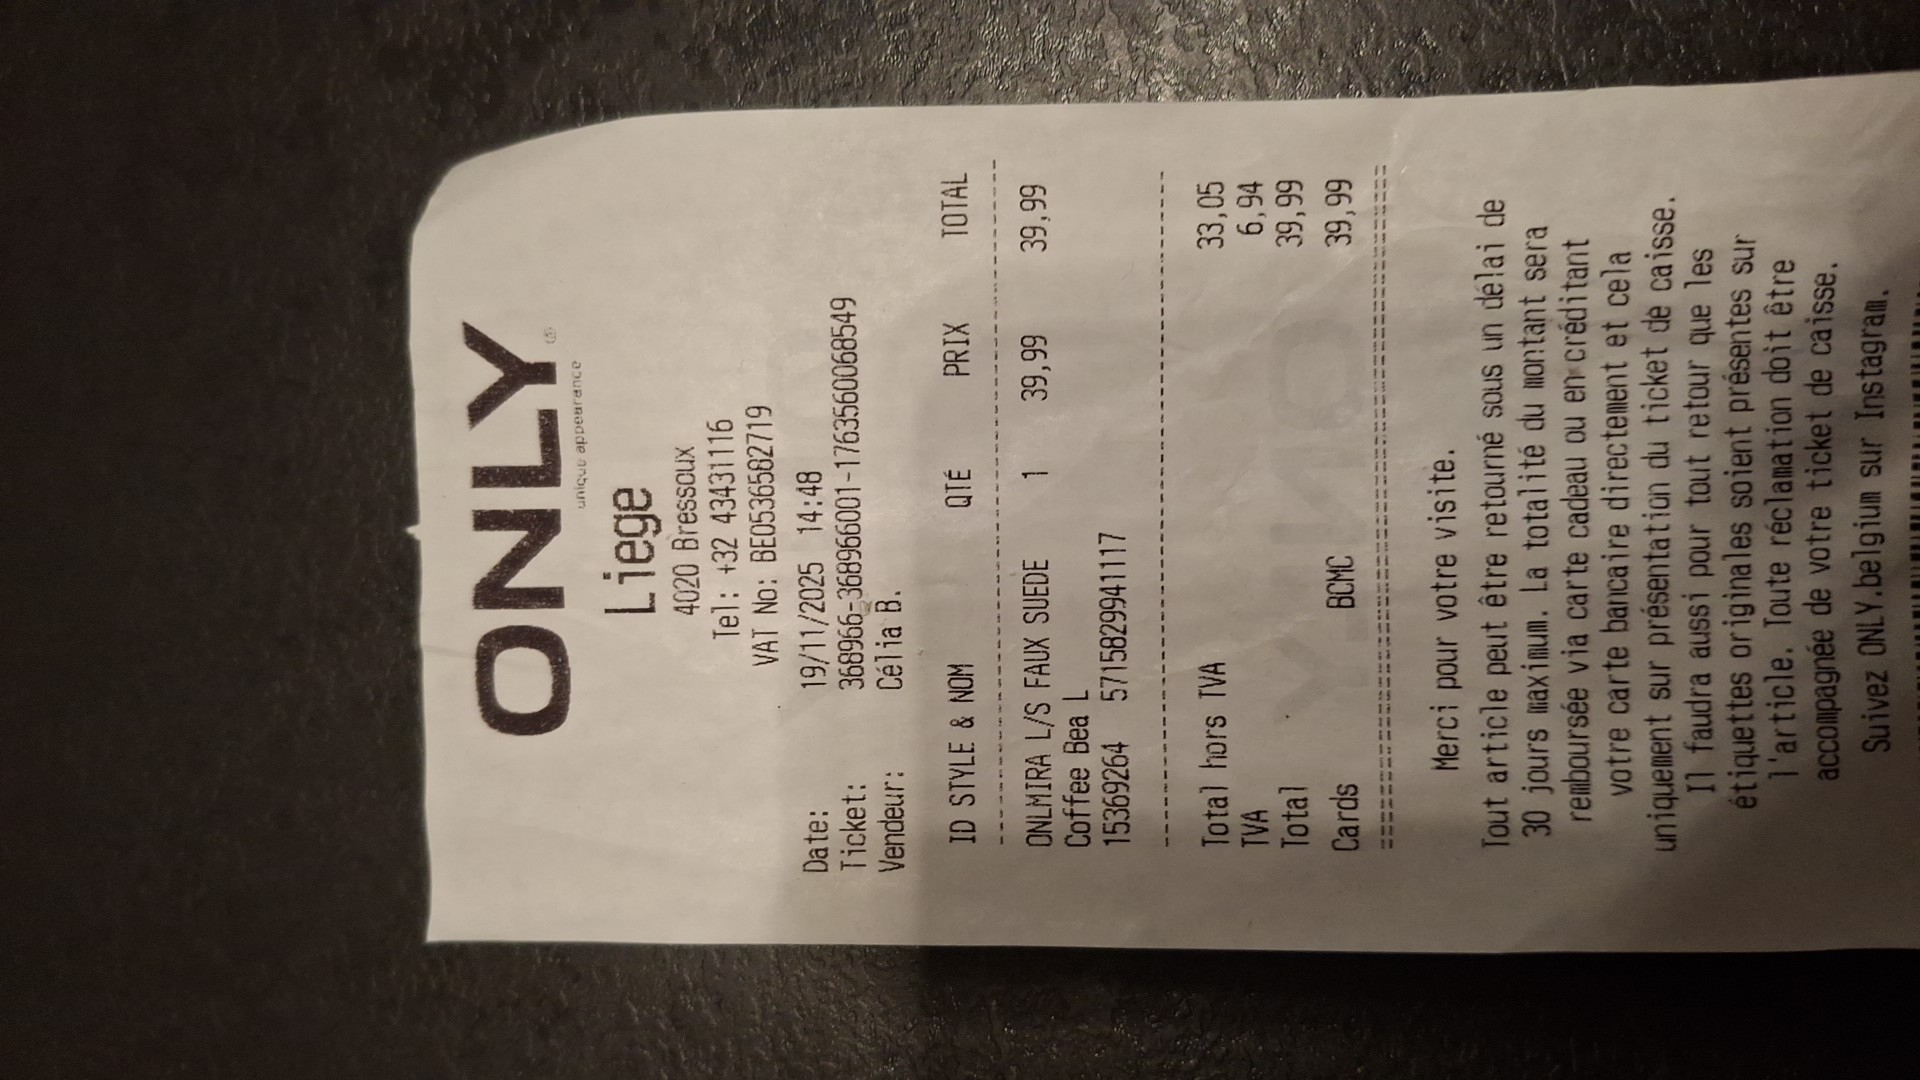 ONLY
unique appearance
Liege
4020 Bressoux
Tel: +32 43431116
VAT No: BE0536582719
Date: 19/11/2025 14:48
Ticket: 368966-368966001-1763560068549
Vendeur: Célia B.
ID STYLE & NOM QTÉ PRIX TOTAL
ONLMIRA L/S FAUX SUEDE 1 39,99 39,99
Coffee Bea L
15369264 5715829941117
Total hors TVA 33,05
TVA 6,94
Total 39,99
Cards BCMC 39,99
Merci pour votre visite.
Tout article peut être retourné sous un délai de
30 jours maximum. La totalité du montant sera
remboursée via carte cadeau ou en créditant
votre carte bancaire directement et cela
uniquement sur présentation du ticket de caisse.
Il faudra aussi pour tout retour que les
étiquettes originales soient présentes sur
l'article. Toute réclamation doit être
accompagnée de votre ticket de caisse.
Suivez ONLY.belgium sur Instagram.